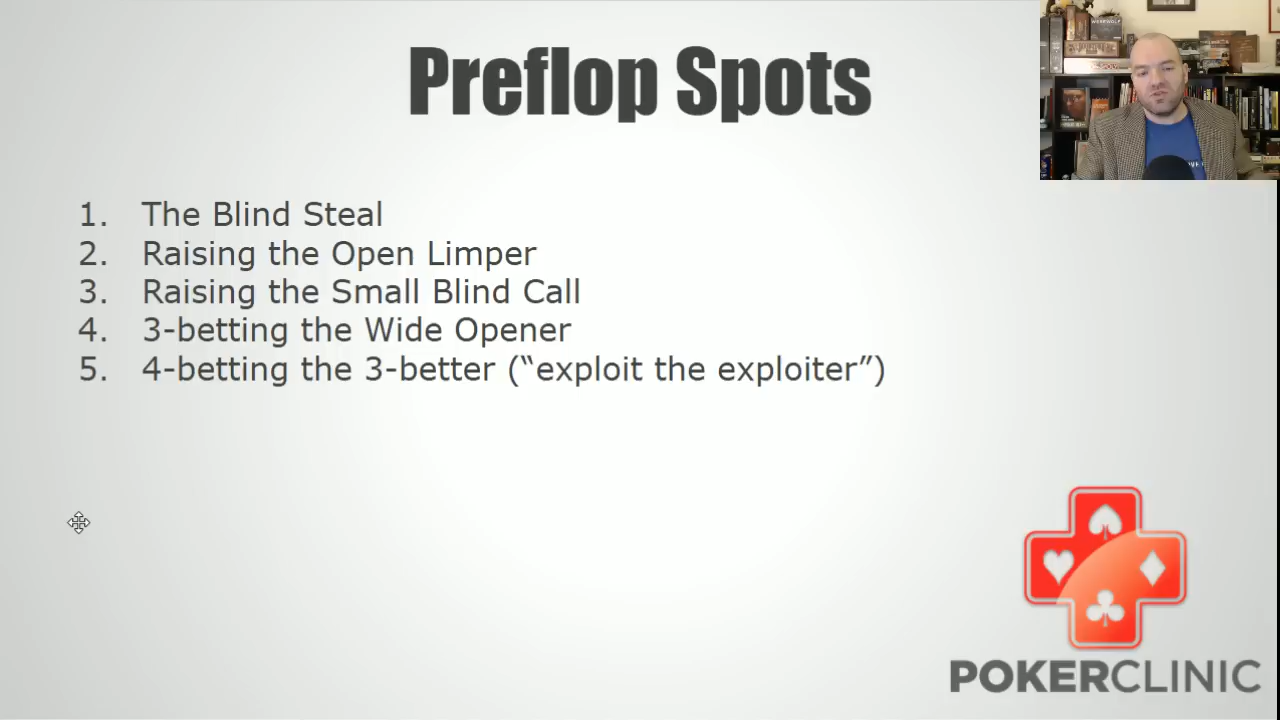 Preflop Spots
1. The Blind Steal
2. Raising the Open Limper
3. Raising the Small Blind Call
4. 3-betting the Wide Opener
5. 4-betting the 3-better (“exploit the exploiter”)
POKERCLINIC
WEREWOLF